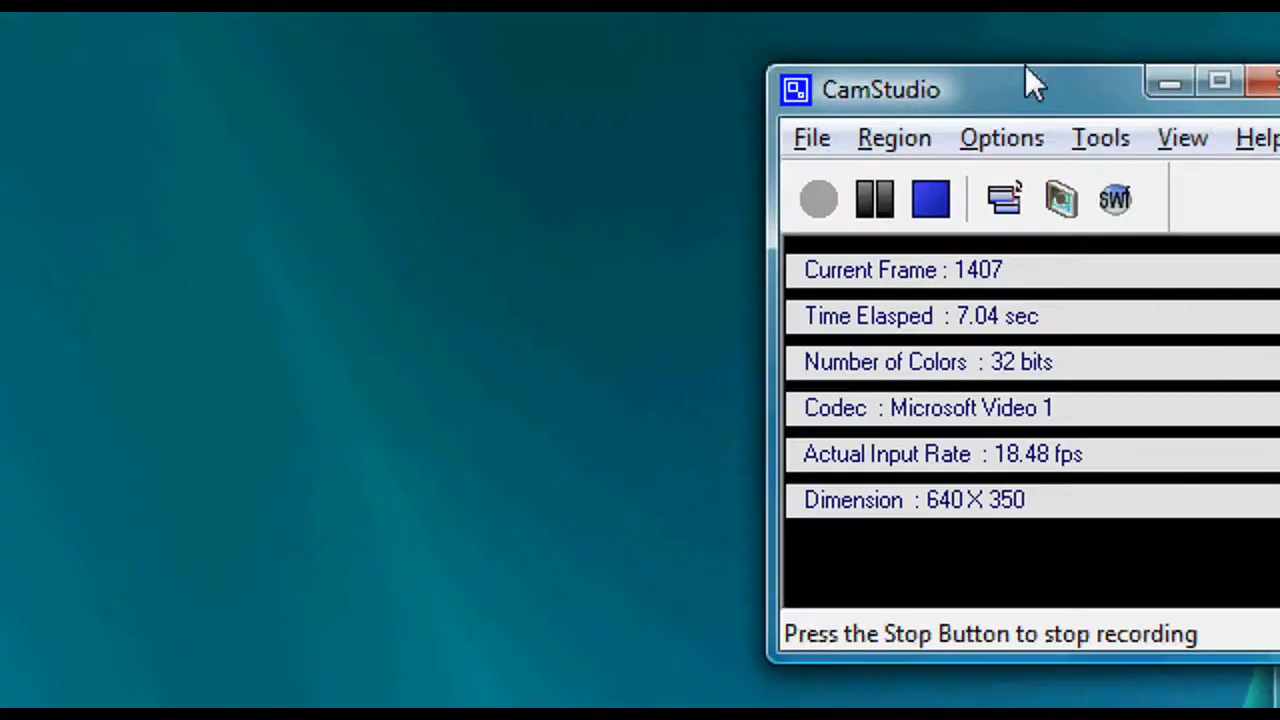 CamStudio
File Region Options Tools View Help
swf
Current Frame : 1407
Time Elasped : 7.04 sec
Number of Colors : 32 bits
Codec : Microsoft Video 1
Actual Input Rate : 18.48 fps
Dimension : 640 X 350
Press the Stop Button to stop recording